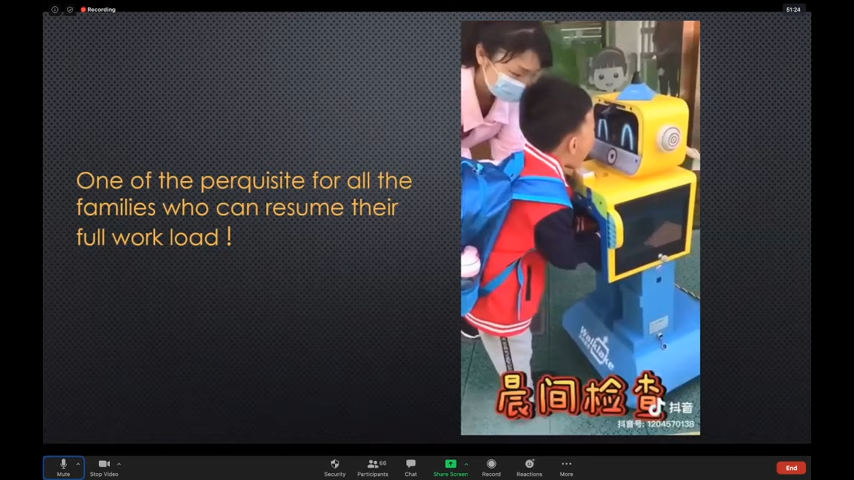 Recording
51:24
One of the perquisite for all the
families who can resume their
full work load !
Walklake
晨间检查
抖音
抖音号: 1204570138
Mute
Stop Video
Security
Participants
66
Chat
Share Screen
Record
Reactions
More
End